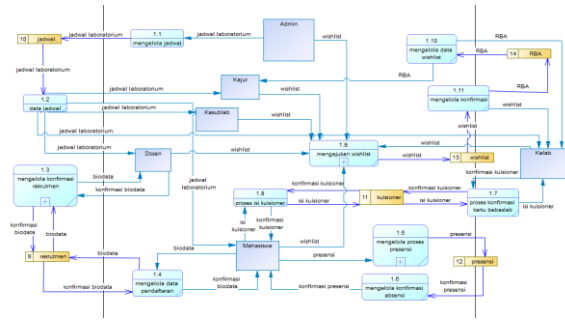 1.1
mengelola jadwal
10 jadwal.
jadwal laboratorium
jadwal laboratorium
Admin
wishlist
1.10
mengelola data
wishlist
RBA
RBA
14 RBA.
RBA
jadwal
laboratorium
jadwal laboratorium
Kajur
wishlist
1.11
mengelola konfirmasi
1.2
data jadwal
jadwal laboratorium
Kasublab
wishlist
wishlist
wishlist
jadwal laboratorium
jadwal laboratorium
Dosen
wishlist
1.9
mengajukan wishlist
wishlist
wishlist
13 wishlist
Kalab
1.3
mengelola konfirmasi
rekrutmen
biodata
konfirmasi biodata
jadwal
laboratorium
1.8
proses isi kuisioner
konfirmasi kuisioner
isi kuisioner
11 kuisioner
konfirmasi kuisioner
konfirmasi kuisioner
isi kuisioner
1.7
proses konfirmasi
kartu bebaslab
isi kuisioner
isi
kuisioner
konfirmasi
kuisioner
konfirmasi
biodata
biodata
9 rekrutmen
biodata
biodata
Mahasiswa
wishlist
presensi
1.5
mengelola proses
presensi
presensi
12 presensi
konfirmasi biodata
1.4
mengelola data
pendaftaran
konfirmasi
biodata
konfirmasi presensi
1.6
mengelola konfirmasi
absensi
konfirmasi
presensi